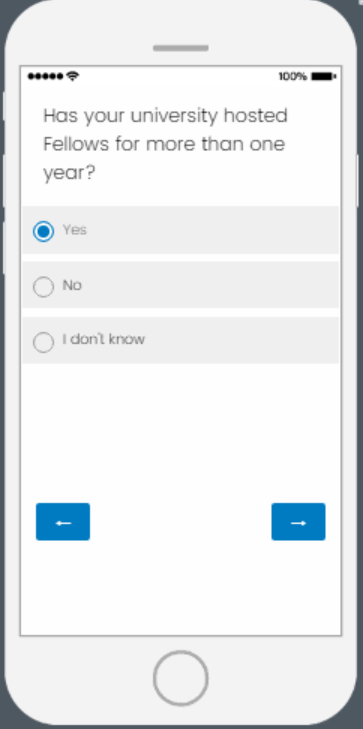 100%
Has your university hosted
Fellows for more than one
year?
Yes
No
I don't know
←
→